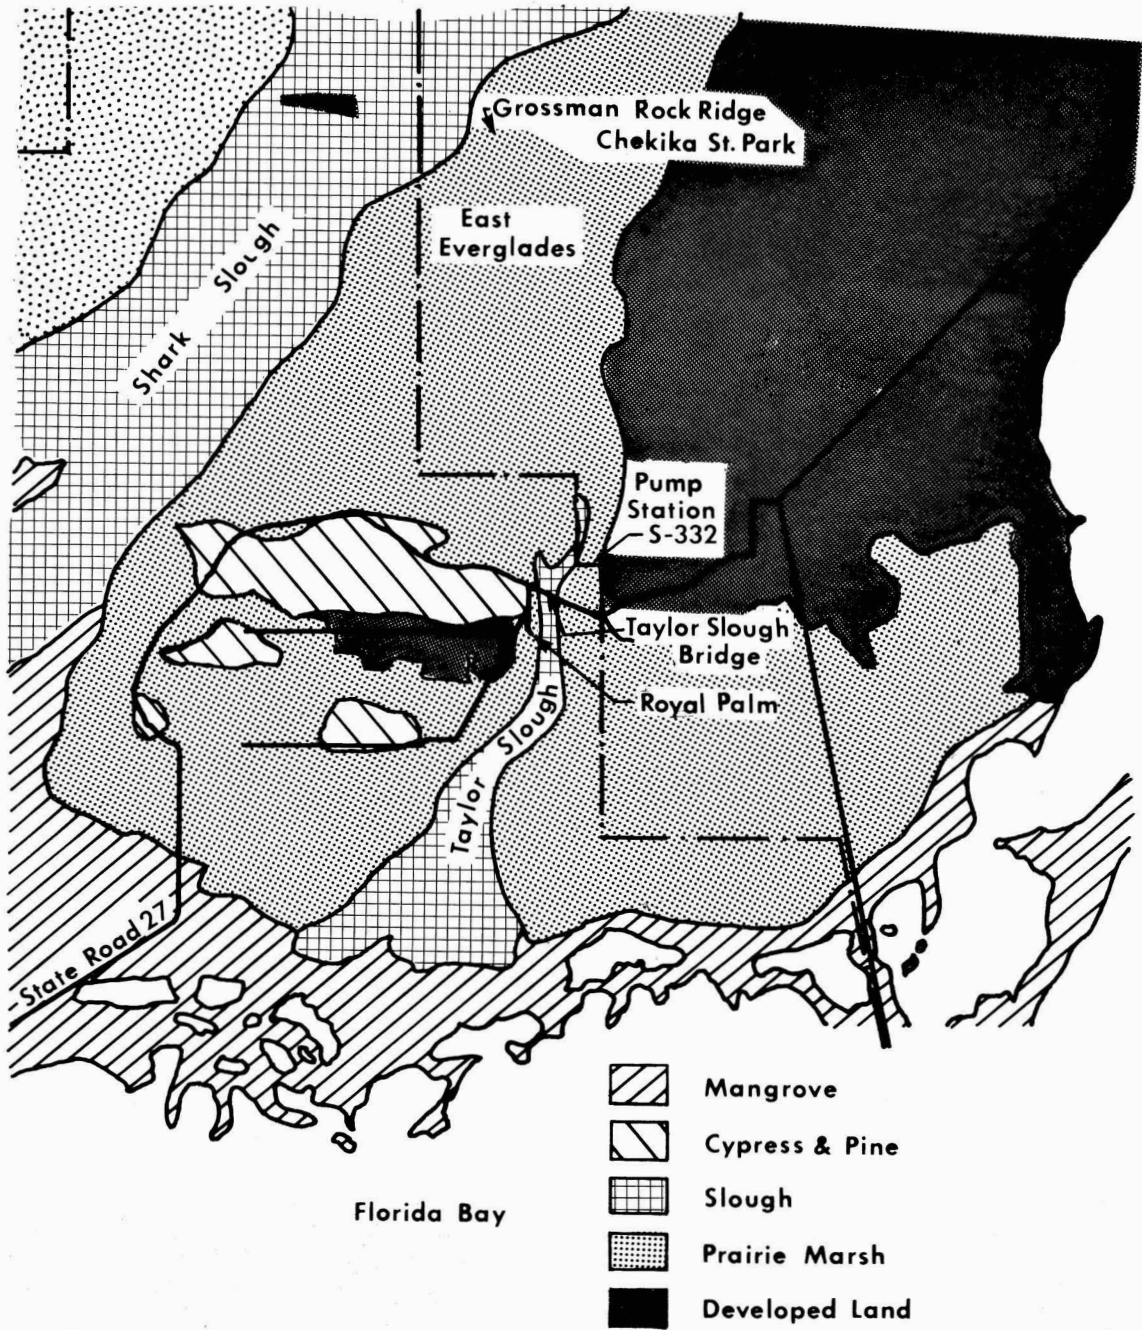 Grossman Rock Ridge
Chekika St. Park
East
Everglades
Shark Slough
Pump
Station
S-332
Taylor Slough
Bridge
Royal Palm
Taylor Slough
State Road 27
Mangrove
Cypress & Pine
Slough
Florida Bay
Prairie Marsh
Developed Land